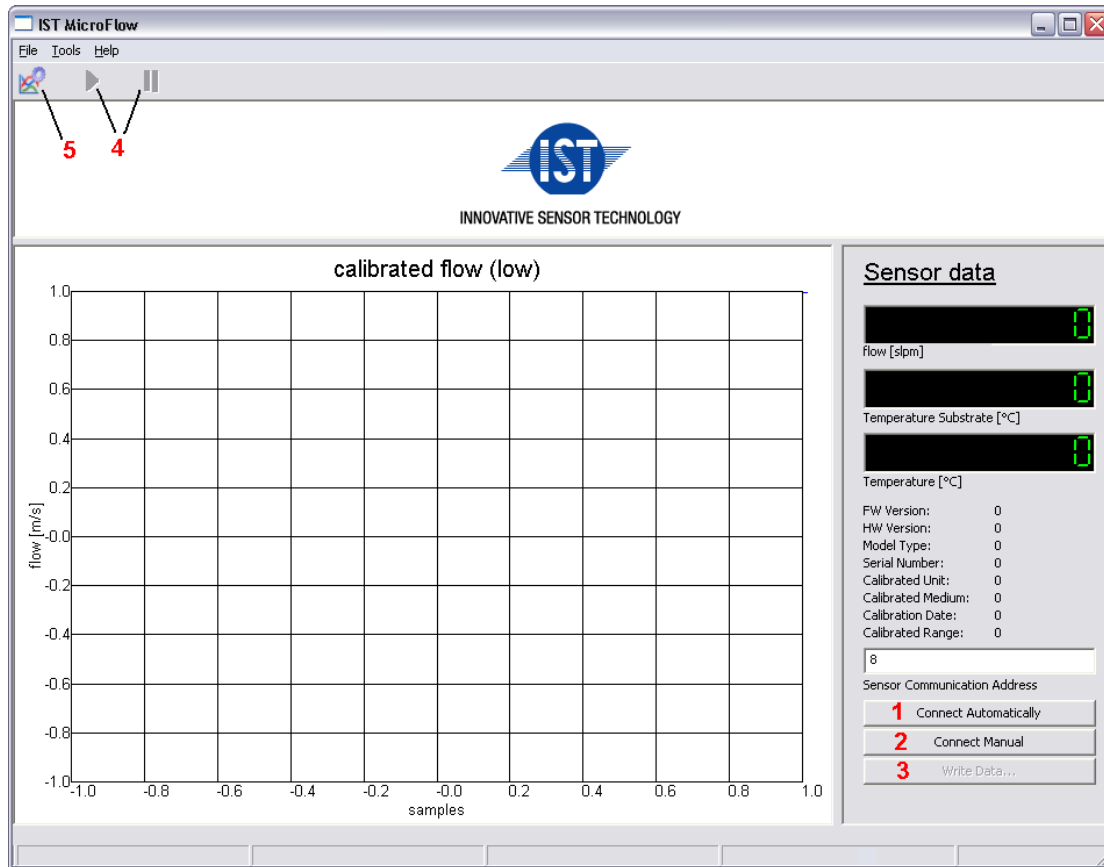 IST MicroFlow
File Tools Help
5 4
IST
INNOVATIVE SENSOR TECHNOLOGY
calibrated flow (low)
1.0
0.8
0.6
0.4
0.2
-0.0
-0.2
-0.4
-0.6
-0.8
-1.0
flow [m/s]
-1.0 -0.8 -0.6 -0.4 -0.2 -0.0 0.2 0.4 0.6 0.8 1.0
samples
Sensor data
0
flow [slpm]
0
Temperature Substrate [°C]
0
Temperature [°C]
FW Version: 0
HW Version: 0
Model Type: 0
Serial Number: 0
Calibrated Unit: 0
Calibrated Medium: 0
Calibration Date: 0
Calibrated Range: 0
8
Sensor Communication Address
1 Connect Automatically
2 Connect Manual
3 Write Data...